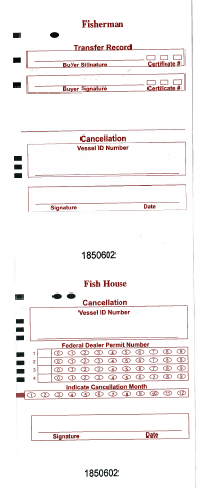 Fisherman
Transfer Record
Buyer Signature Certificate #
Buyer Signature Certificate #
Cancellation
Vessel ID Number
Signature Date
1850602
Fish House
Cancellation
Vessel ID Number
Federal Dealer Permit Number
1 0 1 2 3 4 5 6 7 8 9
2 0 1 2 3 4 5 6 7 8 9
3 0 1 2 3 4 5 6 7 8 9
4 0 1 2 3 4 5 6 7 8 9
Indicate Cancellation Month
1 2 3 4 5 6 7 8 9 10 11 12
Signature Date
1850602